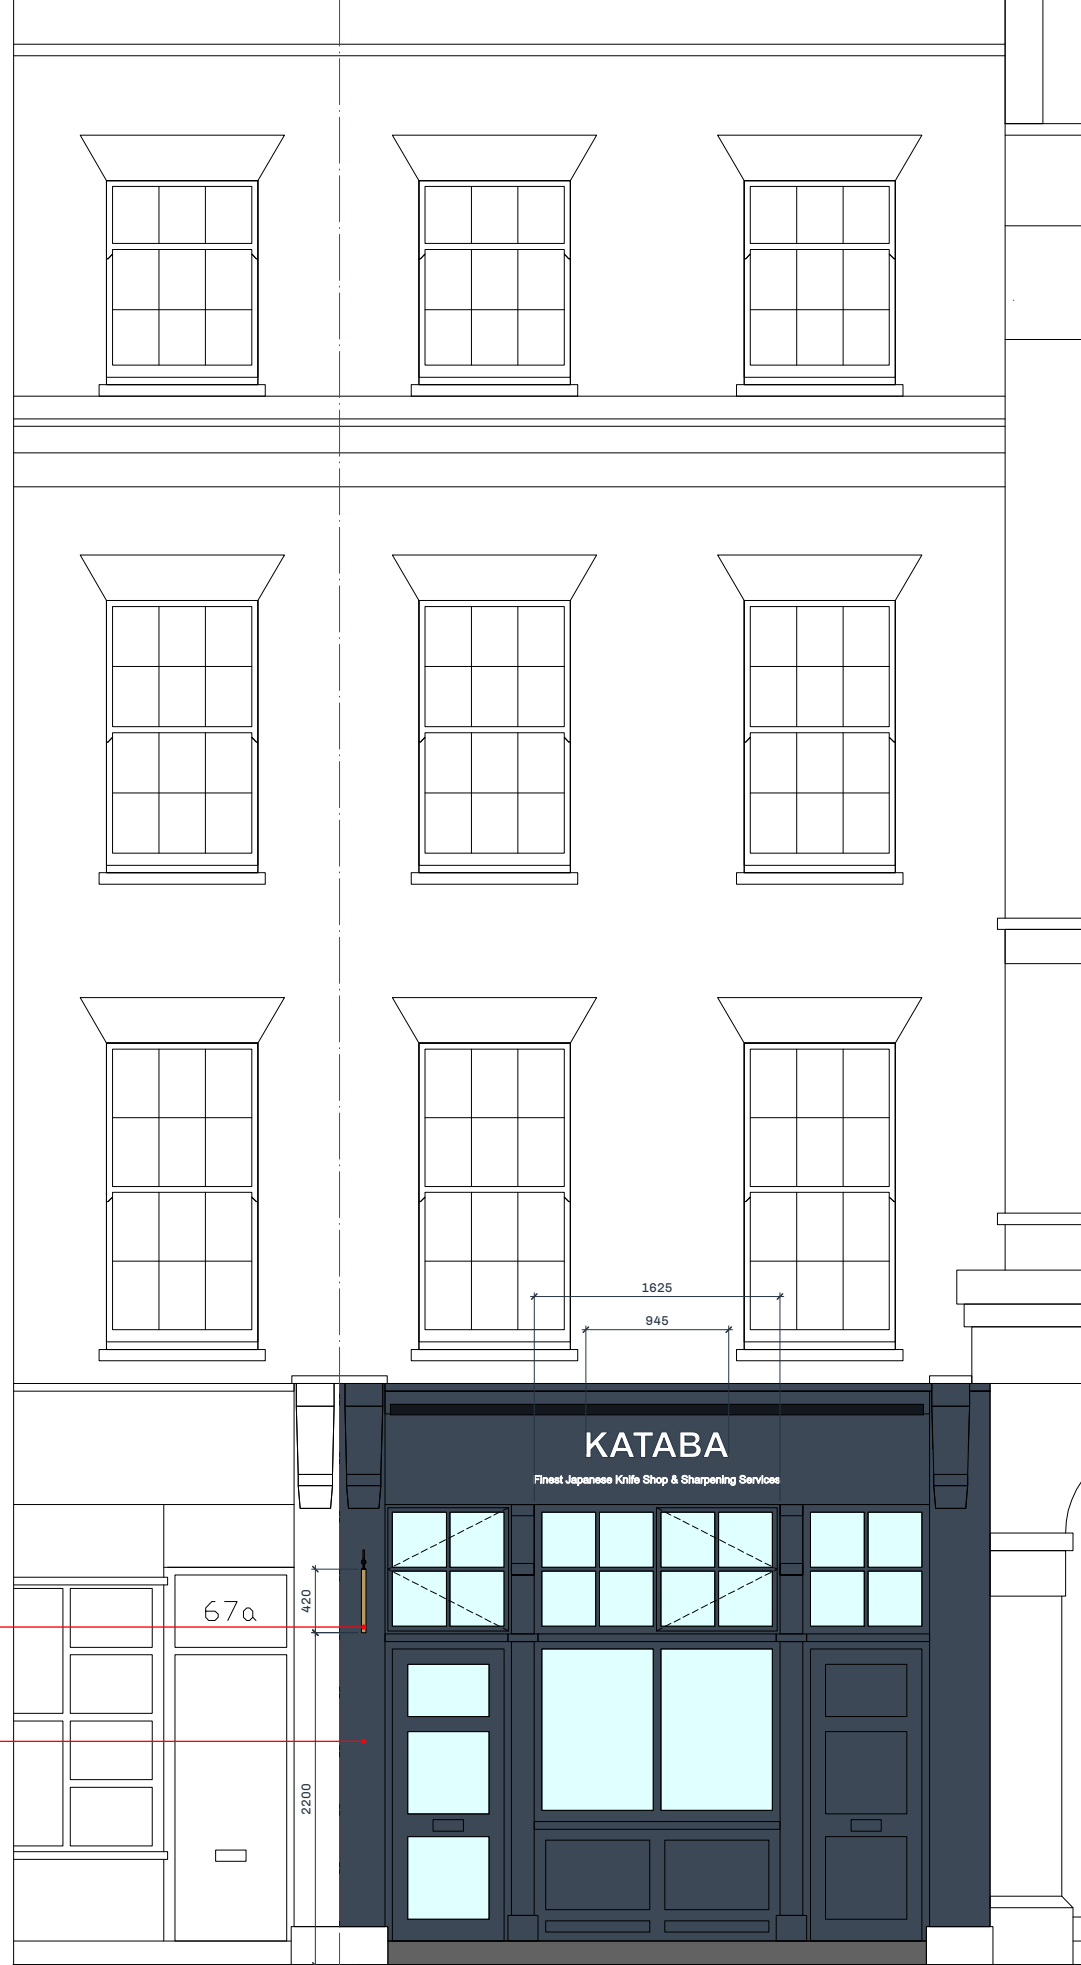 1625
945
KATABA
Finest Japanese Knife Shop & Sharpening Services
67a
420
2200